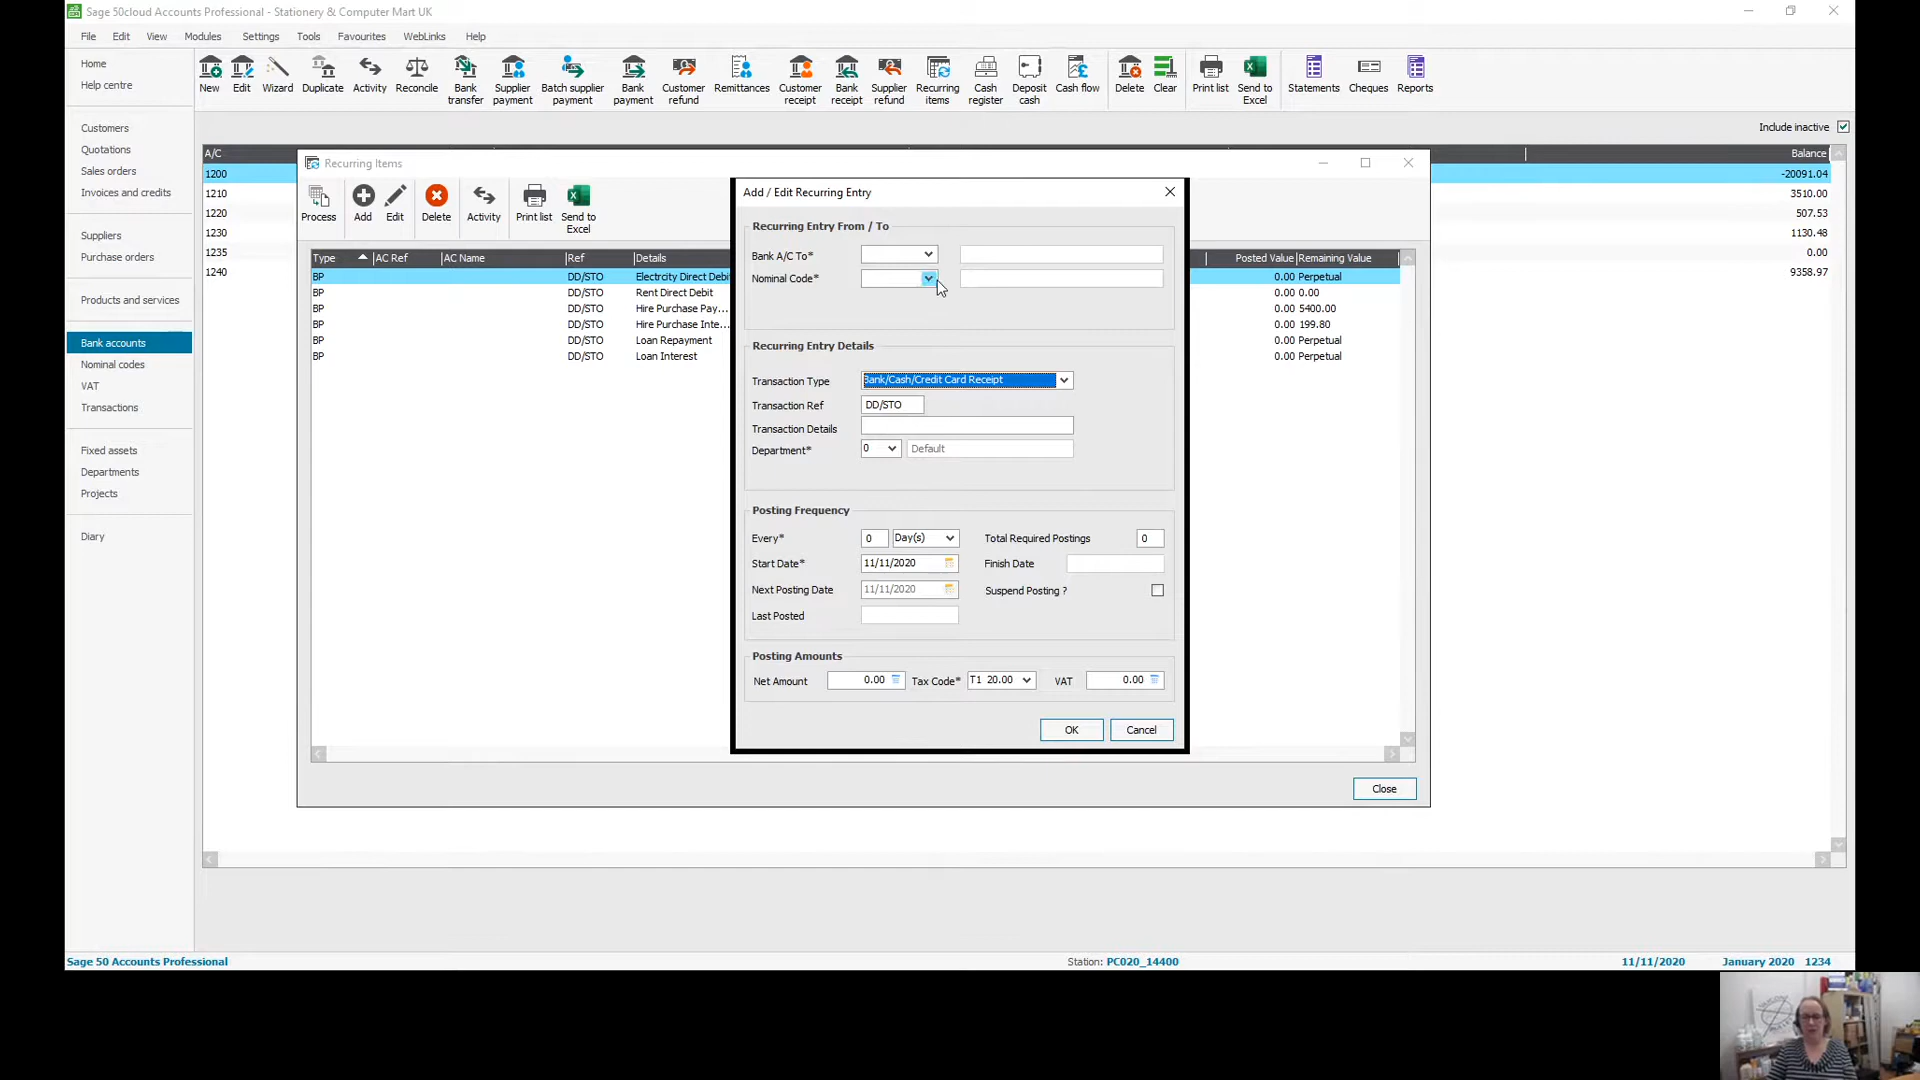 Sage 50cloud Accounts Professional - Stationery & Computer Mart UK
File Edit View Modules Settings Tools Favourites WebLinks Help
Home
Help centre
Customers
Quotations
Sales orders
Invoices and credits
Suppliers
Purchase orders
Products and services
Bank accounts
Nominal codes
VAT
Transactions
Fixed assets
Departments
Projects
Diary
New Edit Wizard Duplicate Activity Reconcile Bank transfer Supplier payment Batch supplier payment Bank payment Customer refund Remittances Customer receipt Bank receipt Supplier refund Recurring items Cash register Deposit cash Cash flow Delete Clear Print list Send to Excel Statements Cheques Reports
Include inactive
A/C Balance
1200 -20091.04
1210 3510.00
1220 507.53
1230 1130.48
1235 0.00
1240 9358.97
Recurring Items
Process Add Edit Delete Activity Print list Send to Excel
Type AC Ref AC Name Ref Details Posted Value Remaining Value
BP DD/STO Electrcity Direct Debi 0.00 Perpetual
BP DD/STO Rent Direct Debit 0.00 0.00
BP DD/STO Hire Purchase Pay... 0.00 5400.00
BP DD/STO Hire Purchase Inte... 0.00 199.80
BP DD/STO Loan Repayment 0.00 Perpetual
BP DD/STO Loan Interest 0.00 Perpetual
Close
Add / Edit Recurring Entry
Recurring Entry From / To
Bank A/C To*
Nominal Code*
Recurring Entry Details
Transaction Type Bank/Cash/Credit Card Receipt
Transaction Ref DD/STO
Transaction Details
Department* 0 Default
Posting Frequency
Every* 0 Day(s) Total Required Postings 0
Start Date* 11/11/2020 Finish Date
Next Posting Date 11/11/2020 Suspend Posting ?
Last Posted
Posting Amounts
Net Amount 0.00 Tax Code* T1 20.00 VAT 0.00
OK Cancel
Sage 50 Accounts Professional Station: PC020_14400 11/11/2020 January 2020 1234